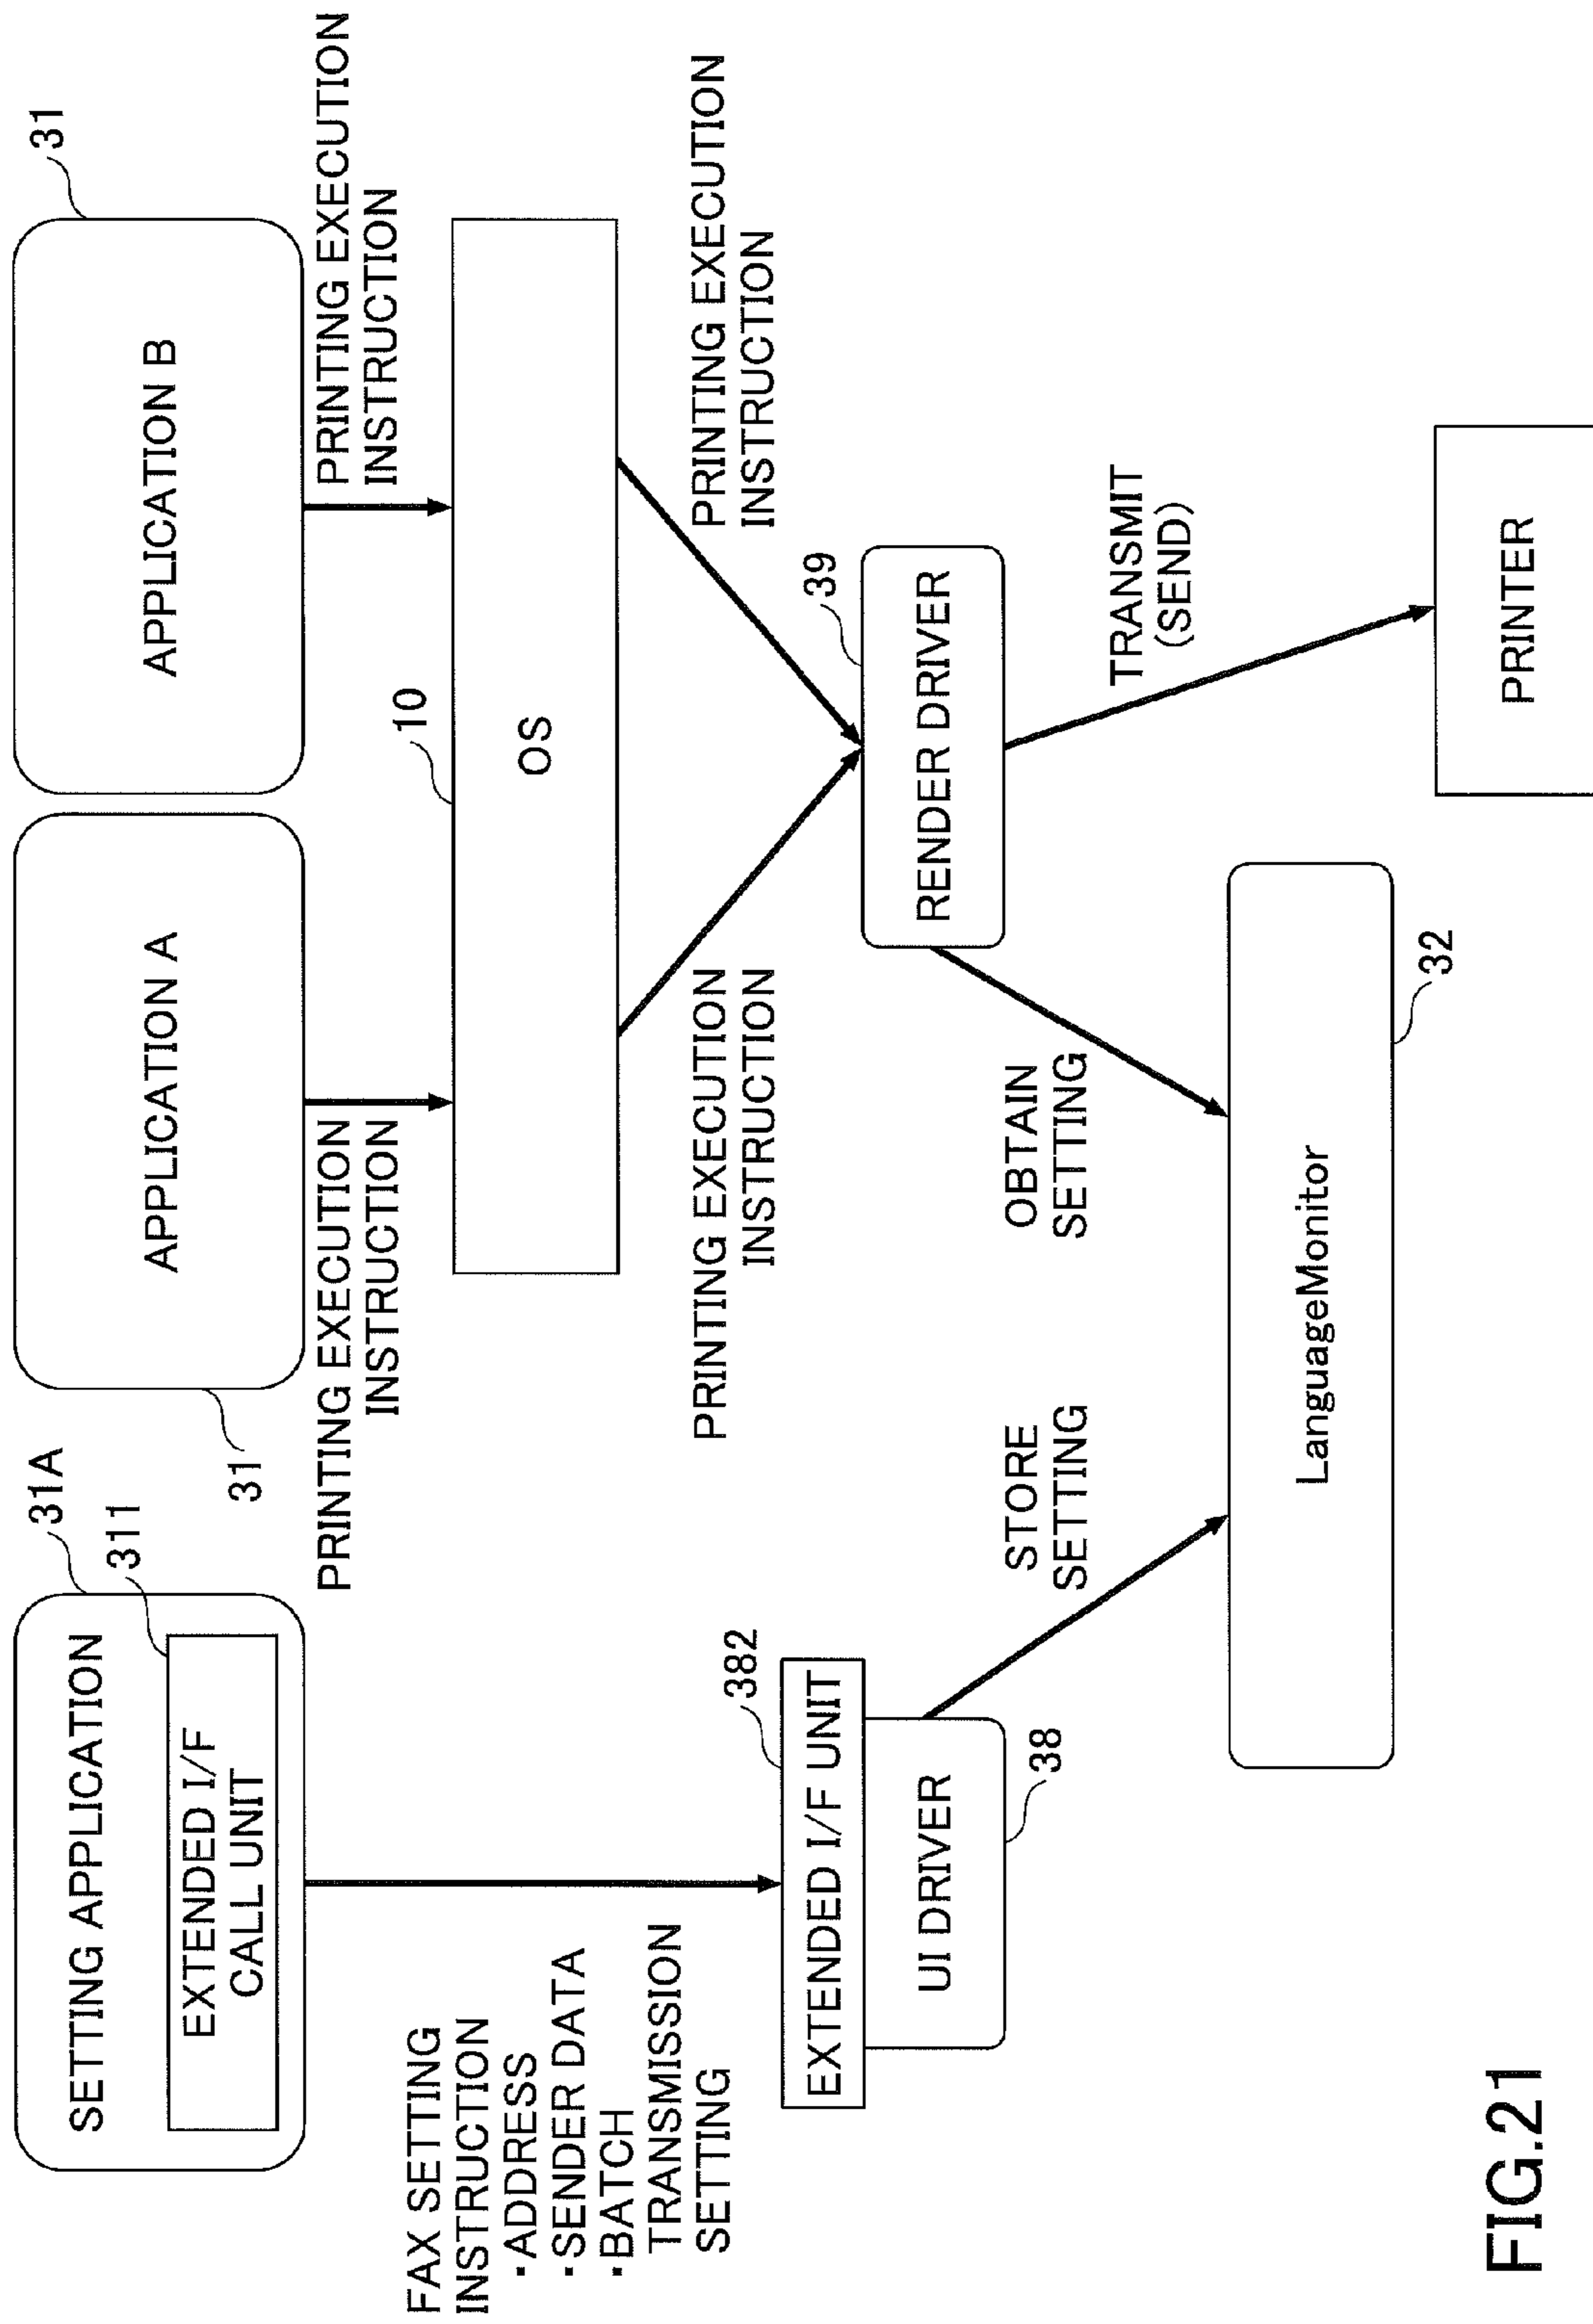 SETTING APPLICATION
31A
EXTENDED I/F
CALL UNIT
311
APPLICATION A
31
APPLICATION B
31
FAX SETTING
INSTRUCTION
・ADDRESS
・SENDER DATA
・BATCH
TRANSMISSION
SETTING
PRINTING EXECUTION
INSTRUCTION
PRINTING EXECUTION
INSTRUCTION
10
OS
EXTENDED I/F UNIT
382
UI DRIVER
38
PRINTING EXECUTION
INSTRUCTION
PRINTING EXECUTION
INSTRUCTION
39
RENDER DRIVER
STORE
SETTING
OBTAIN
SETTING
TRANSMIT
(SEND)
LanguageMonitor
32
PRINTER
FIG.21